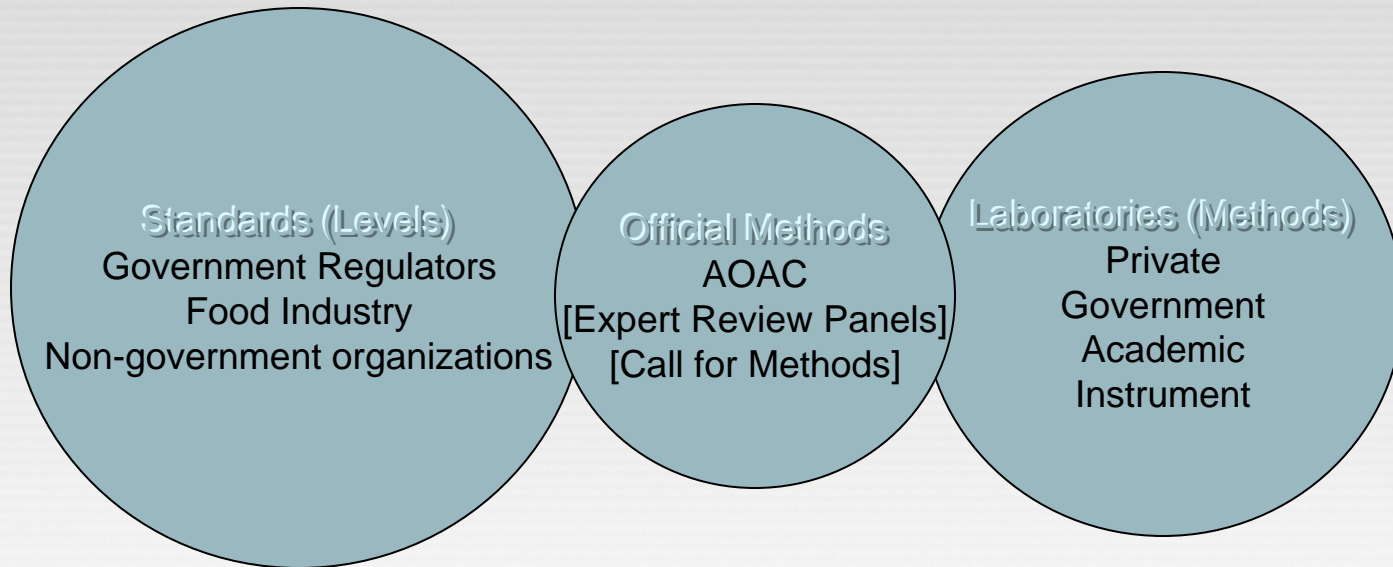 Standards (Levels)
Government Regulators
Food Industry
Non-government organizations
Official Methods
AOAC
[Expert Review Panels]
[Call for Methods]
Laboratories (Methods)
Private
Government
Academic
Instrument